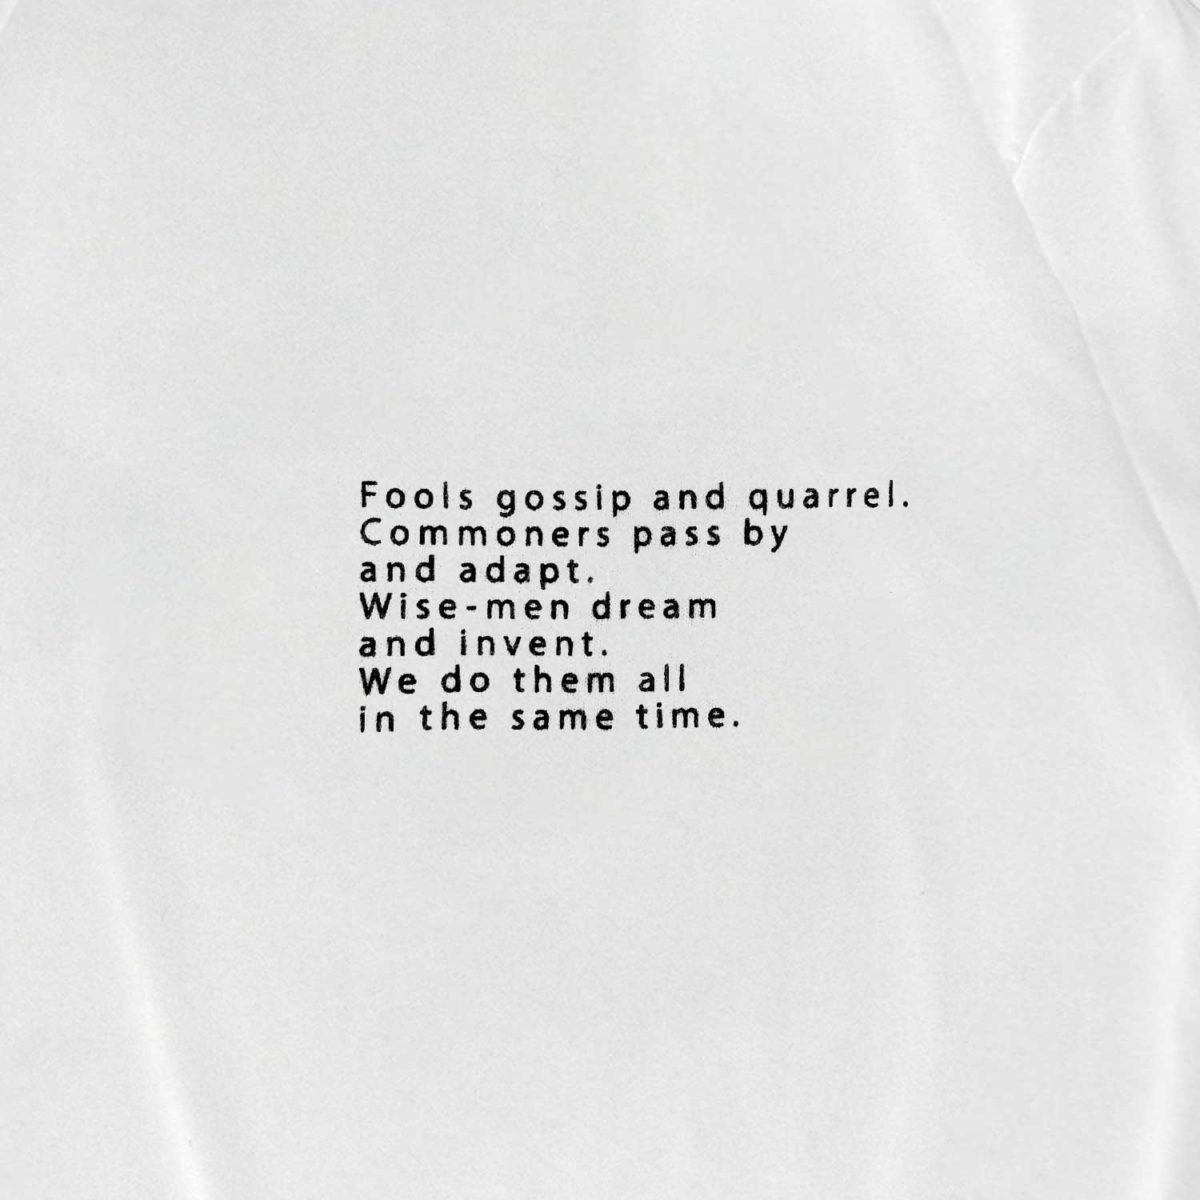 Fools gossip and quarrel.
Commoners pass by
and adapt.
Wise-men dream
and invent.
We do them all
in the same time.